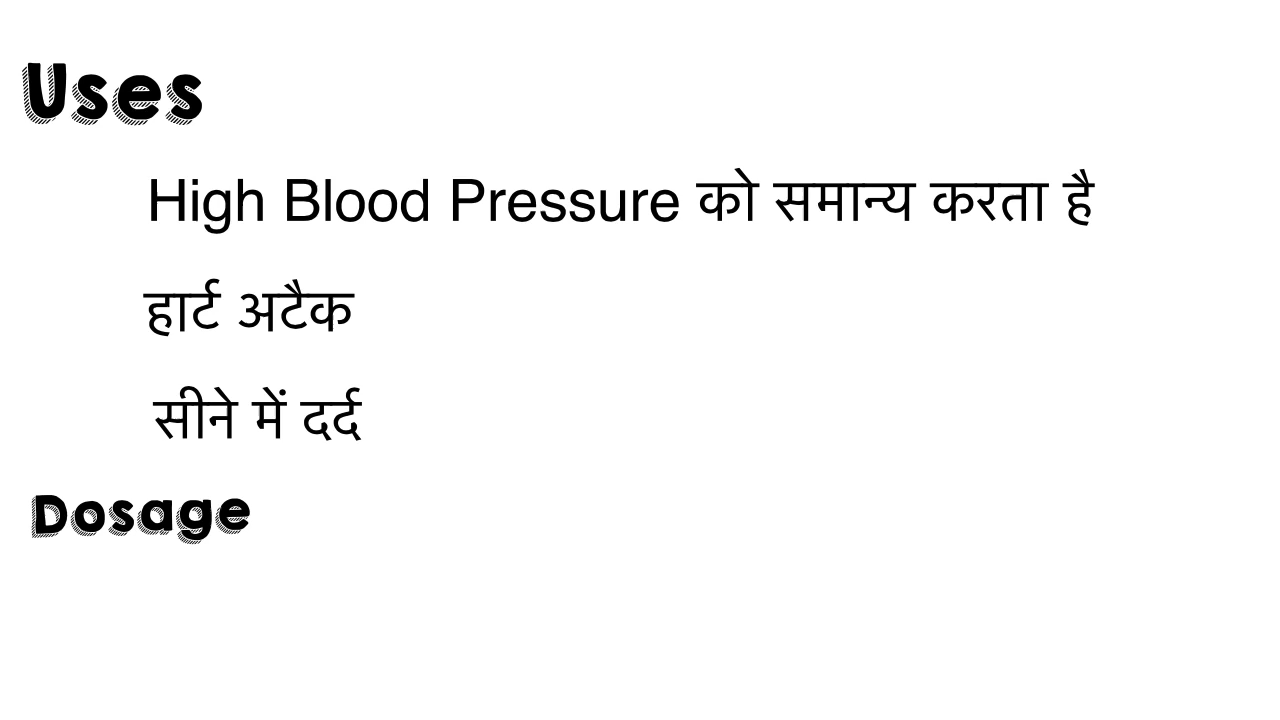 Uses
High Blood Pressure को समान्य करता है
हार्ट अटैक
सीने में दर्द
Dosage